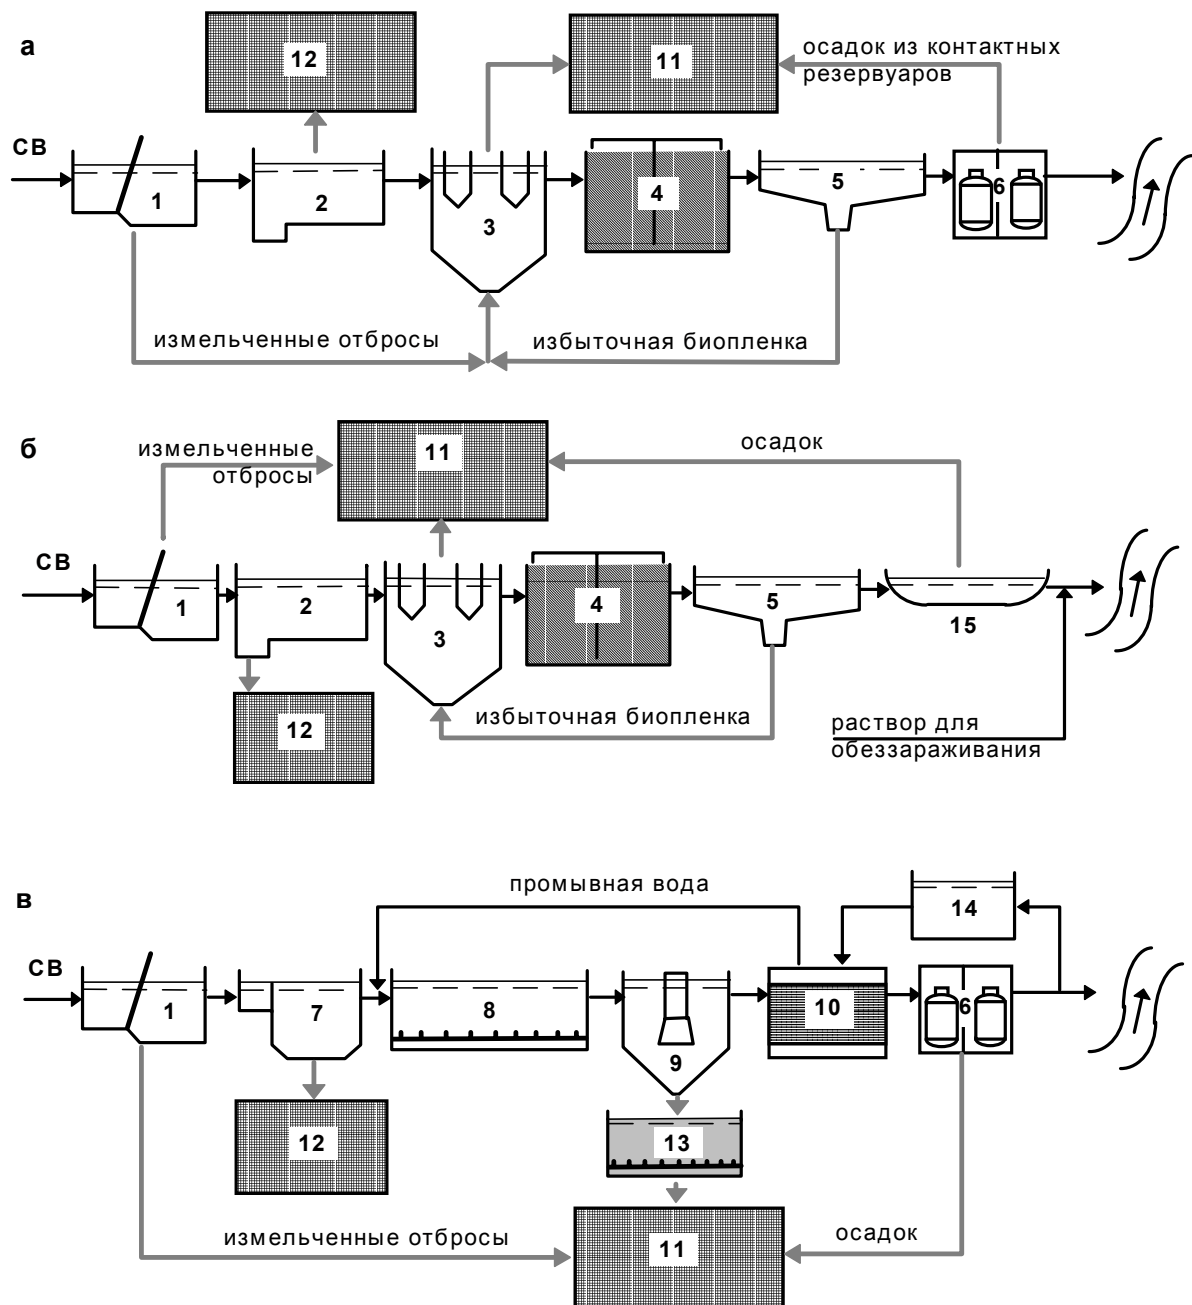 а
12
11
осадок из контактных
резервуаров
СВ
1
2
3
4
5
6
измельченные отбросы
избыточная биопленка
б
измельченные
отбросы
11
осадок
СВ
1
2
3
4
5
15
12
избыточная биопленка
раствор для
обеззараживания
в
промывная вода
14
СВ
1
7
8
9
10
6
12
13
измельченные отбросы
11
осадок